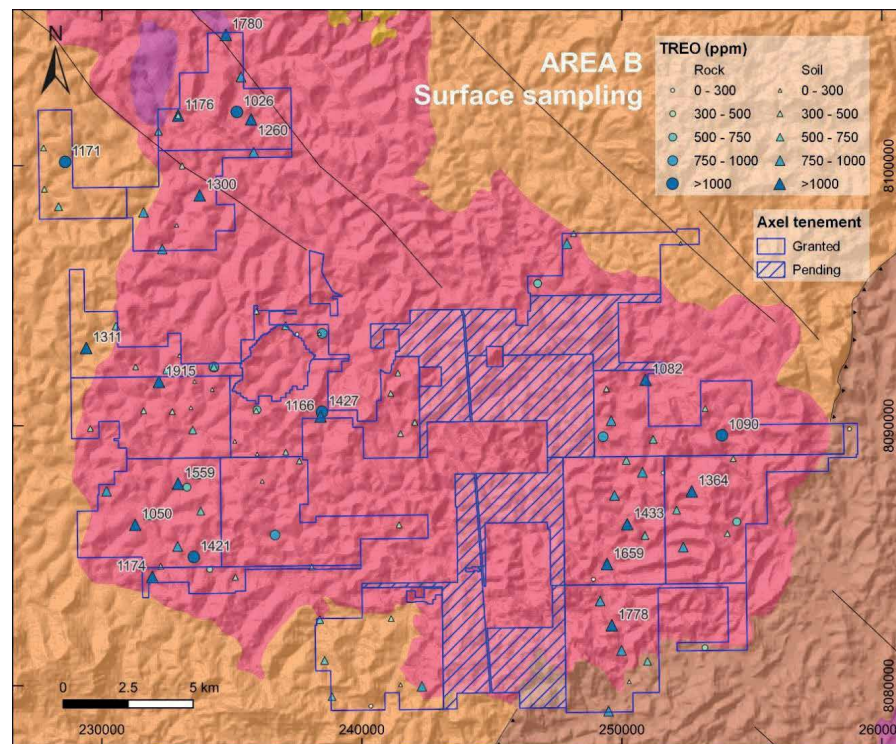 N
AREA B
Surface sampling
TREO (ppm)
Rock Soil
0 - 300 0 - 300
300 - 500 300 - 500
500 - 750 500 - 750
750 - 1000 750 - 1000
>1000 >1000
Axel tenement
Granted
Pending
1780
1176
1026
1260
1171
1300
1311
1915
1166
1427
1082
1090
1559
1364
1050
1433
1421
1659
1174
1778
8100000
8090000
8080000
0 2.5 5 km
230000 240000 250000 260000